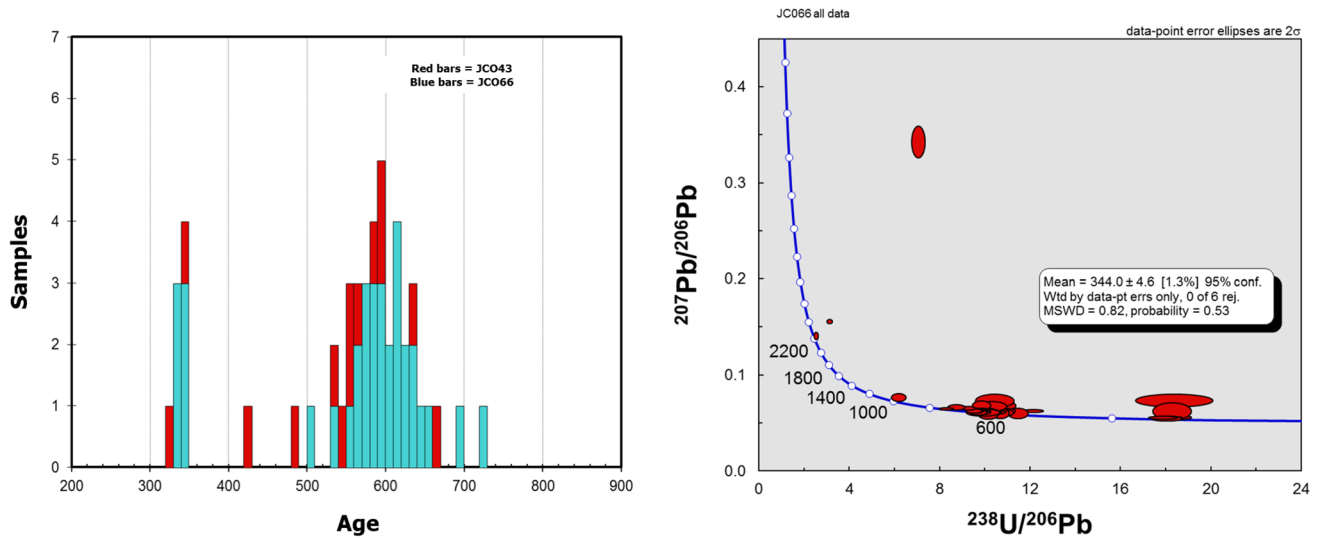 7
6
5
4
3
2
1
0
Samples
Red bars = JCO43
Blue bars = JCO66
200 300 400 500 600 700 800 900
Age
JC066 all data
data-point error ellipses are 2σ
0.4
0.3
0.2
0.1
0.0
207Pb/206Pb
Mean = 344.0 ± 4.6 [1.3%] 95% conf.
Wtd by data-pt errs only, 0 of 6 rej.
MSWD = 0.82, probability = 0.53
2200
1800
1400
1000
600
0 4 8 12 16 20 24
238U/206Pb